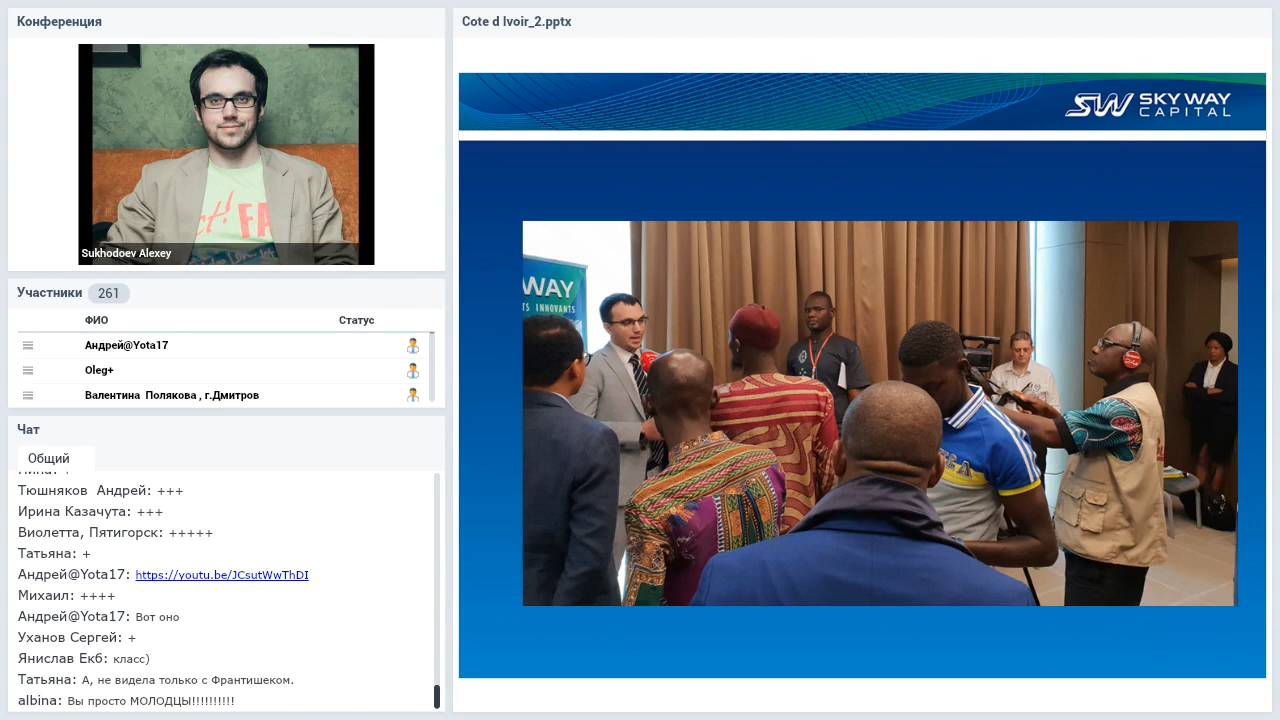 Конференция
Sukhodoev Alexey
Участники 261
ФИО Статус
Андрей@Yota17
Oleg+
Валентина Полякова , г.Дмитров
Чат
Общий
Тюшняков Андрей: +++
Ирина Казачута: +++
Виолетта, Пятигорск: +++++
Татьяна: +
Андрей@Yota17: https://youtu.be/JCsutWwThDI
Михаил: ++++
Андрей@Yota17: Вот оно
Уханов Сергей: +
Янислав Екб: класс)
Татьяна: А, не видела только с Франтишеком.
albina: Вы просто МОЛОДЦЫ!!!!!!!!!!
Cote d Ivoir_2.pptx
SW SKY WAY
CAPITAL
WAY
INNOVANTS